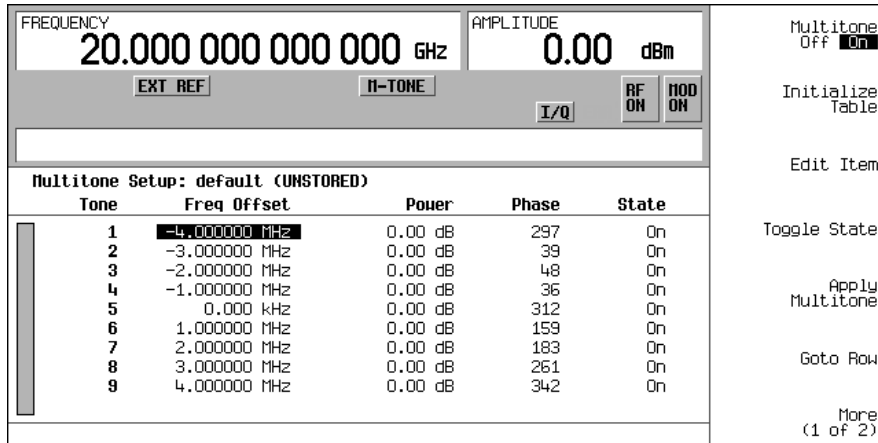 FREQUENCY
20.000 000 000 000 GHz
AMPLITUDE
0.00 dBm
EXT REF
M-TONE
I/Q
RF ON
MOD ON
Multitone Setup: default (UNSTORED)
Tone Freq Offset Power Phase State
1 -4.000000 MHz 0.00 dB 297 On
2 -3.000000 MHz 0.00 dB 39 On
3 -2.000000 MHz 0.00 dB 48 On
4 -1.000000 MHz 0.00 dB 36 On
5 0.000 kHz 0.00 dB 312 On
6 1.000000 MHz 0.00 dB 159 On
7 2.000000 MHz 0.00 dB 183 On
8 3.000000 MHz 0.00 dB 261 On
9 4.000000 MHz 0.00 dB 342 On
Multitone
Off On
Initialize
Table
Edit Item
Toggle State
Apply
Multitone
Goto Row
More
(1 of 2)